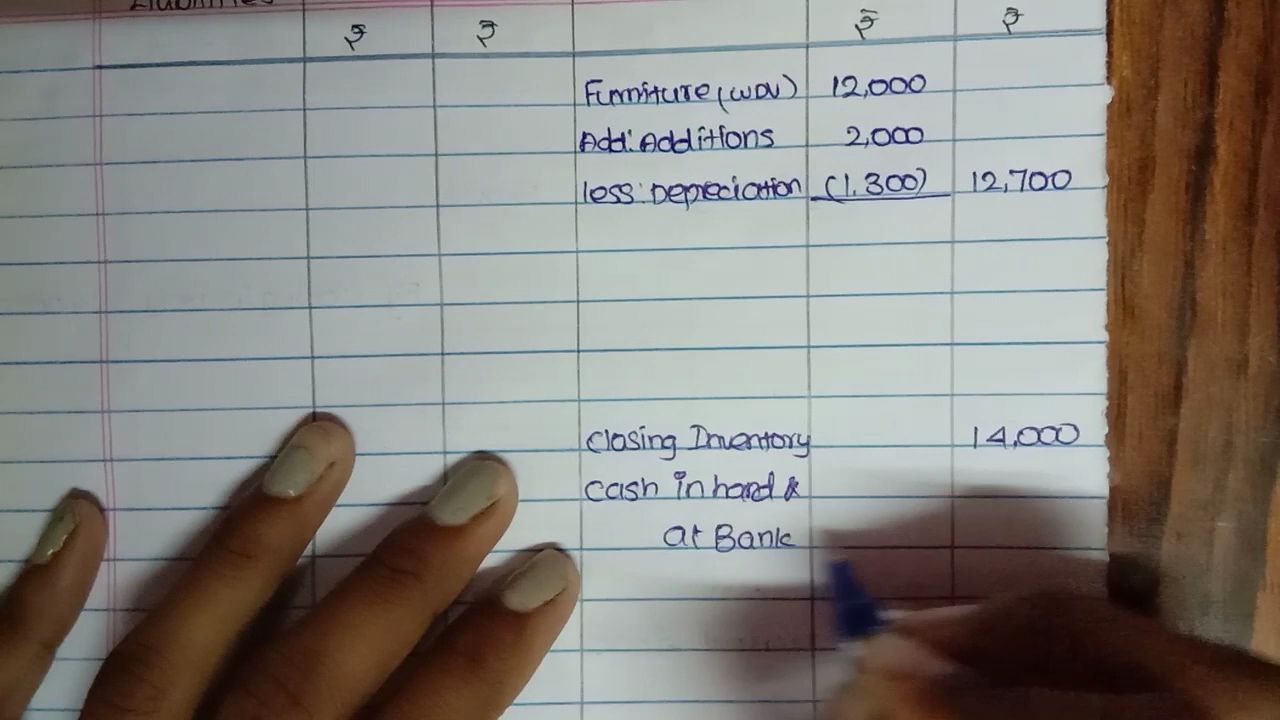 Liabilities
₹ ₹ ₹ ₹
Furniture (WDV) 12,000
Add: Additions 2,000
less: Depreciation (1,300) 12,700
Closing Inventory 14,000
Cash in hand &
at Bank